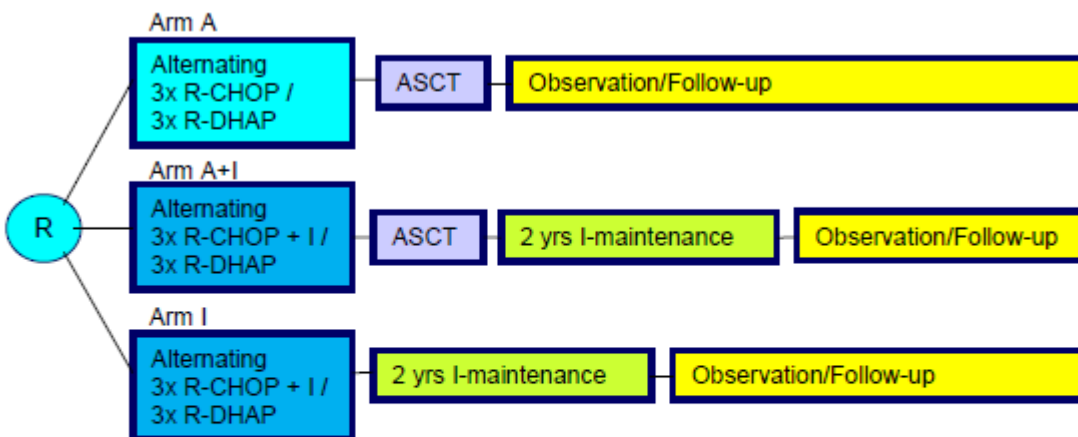 Arm A
Alternating
3x R-CHOP /
3x R-DHAP
ASCT
Observation/Follow-up
R
Arm A+I
Alternating
3x R-CHOP + I /
3x R-DHAP
ASCT
2 yrs I-maintenance
Observation/Follow-up
Arm I
Alternating
3x R-CHOP + I /
3x R-DHAP
2 yrs I-maintenance
Observation/Follow-up